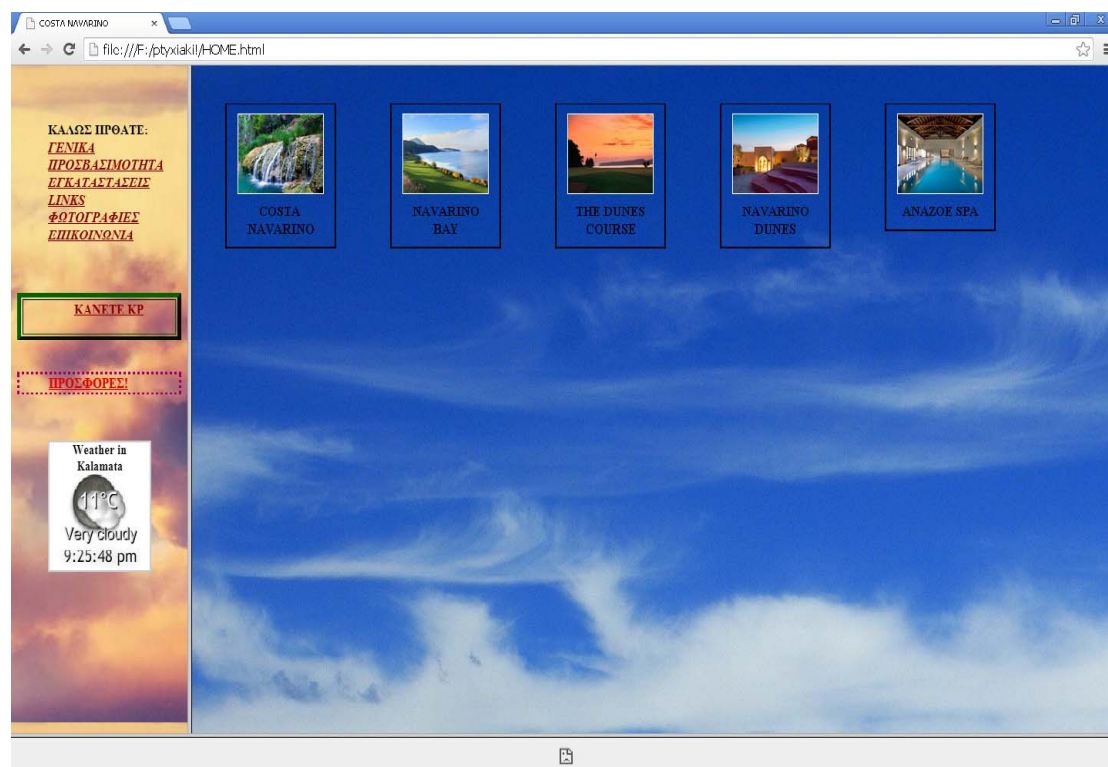 COSTA NAVARINO
file:///F:/ptyxiaki!/HOME.html
ΚΑΛΩΣ ΗΡΘΑΤΕ:
ΓΕΝΙΚΑ
ΠΡΟΣΒΑΣΙΜΟΤΗΤΑ
ΕΓΚΑΤΑΣΤΑΣΕΙΣ
LINKS
ΦΩΤΟΓΡΑΦΙΕΣ
ΕΠΙΚΟΙΝΩΝΙΑ
ΚΑΝΕΤΕ ΚΡ
ΠΡΟΣΦΟΡΕΣ!
Weather in
Kalamata
11°C
Very cloudy
9:25:48 pm
COSTA
NAVARINO
NAVARINO
BAY
THE DUNES
COURSE
NAVARINO
DUNES
ANAZOE SPA